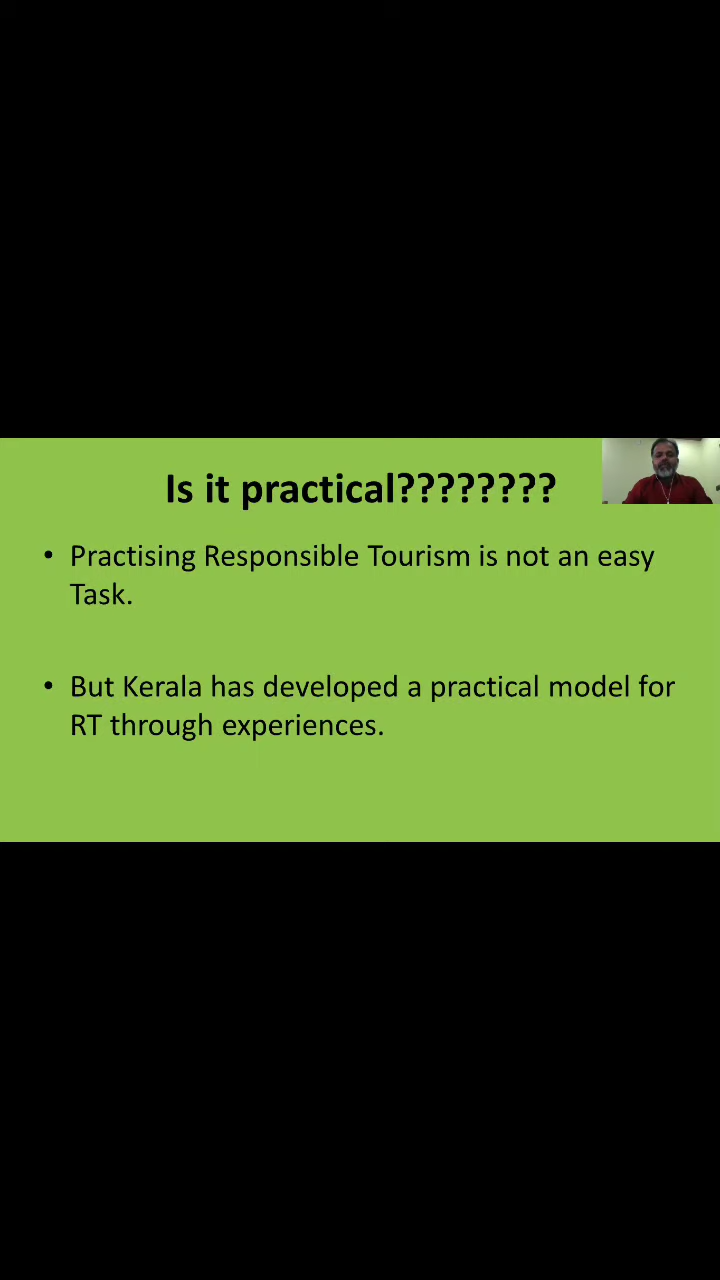 Is it practical????????
• Practising Responsible Tourism is not an easy
Task.
• But Kerala has developed a practical model for
RT through experiences.